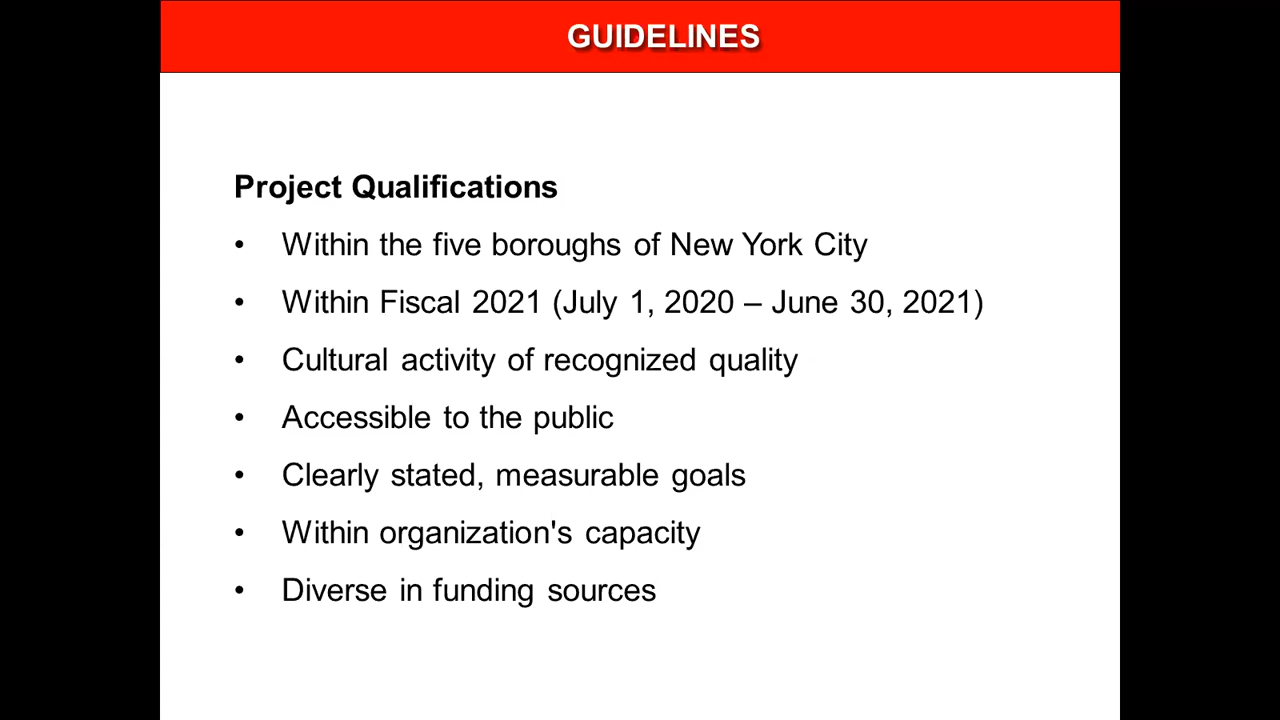 GUIDELINES
Project Qualifications
• Within the five boroughs of New York City
• Within Fiscal 2021 (July 1, 2020 – June 30, 2021)
• Cultural activity of recognized quality
• Accessible to the public
• Clearly stated, measurable goals
• Within organization's capacity
• Diverse in funding sources